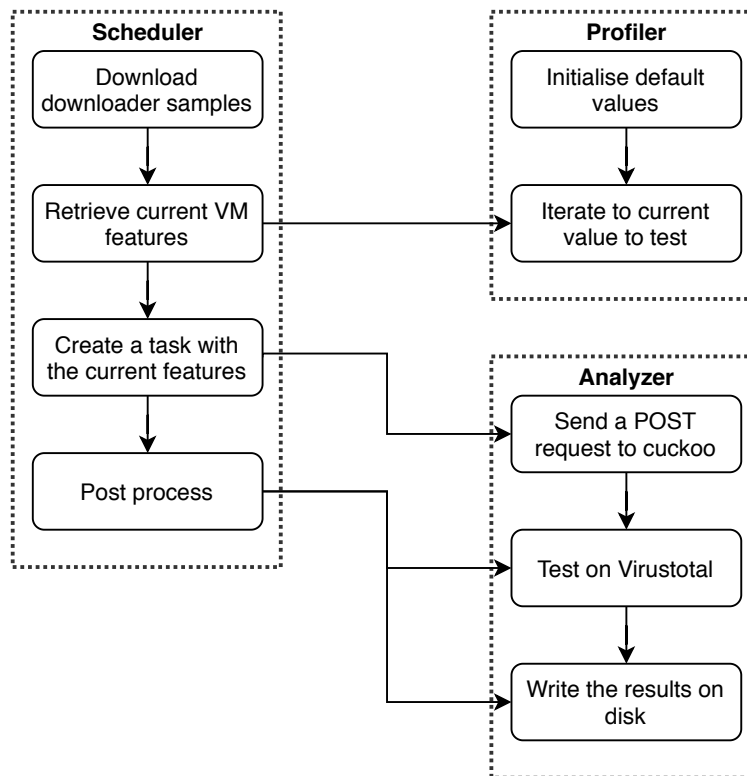 Scheduler
Download
downloader samples
Retrieve current VM
features
Create a task with
the current features
Post process
Profiler
Initialise default
values
Iterate to current
value to test
Analyzer
Send a POST
request to cuckoo
Test on Virustotal
Write the results on
disk